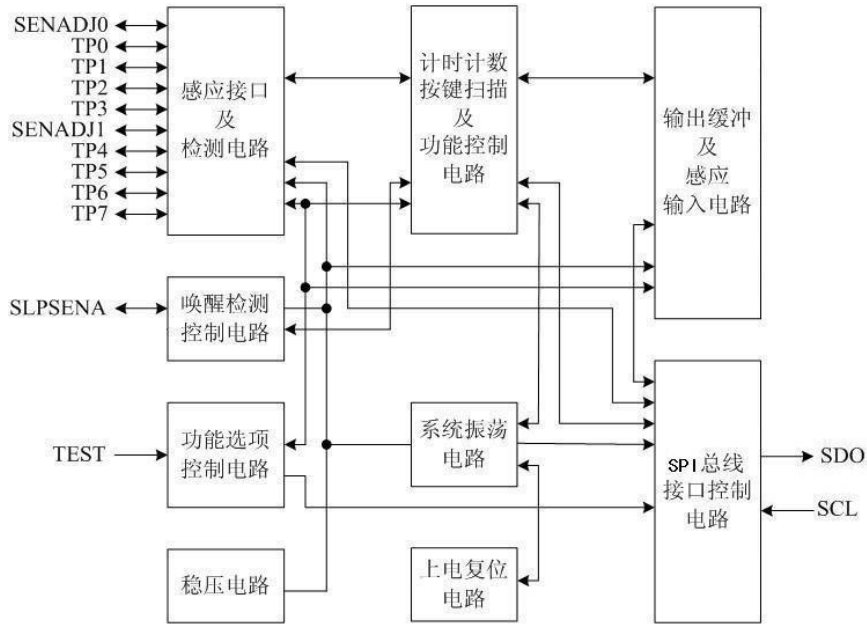 SENADJ0
TP0
TP1
TP2
TP3
SENADJ1
TP4
TP5
TP6
TP7
感应接口
及
检测电路
计时计数
按键扫描
及
功能控制
电路
输出缓冲
及
感应
输入电路
SLPSENA
唤醒检测
控制电路
TEST
功能选项
控制电路
系统振荡
电路
SPI总线
接口控制
电路
SDO
SCL
稳压电路
上电复位
电路